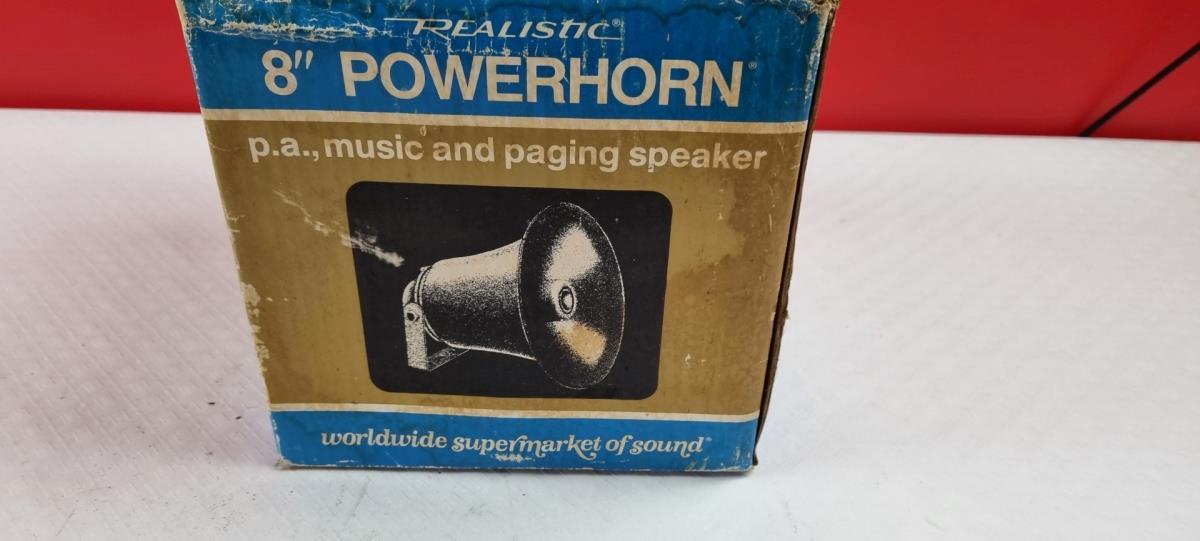 REALISTIC®
8" POWERHORN®
p.a., music and paging speaker
worldwide supermarket of sound®